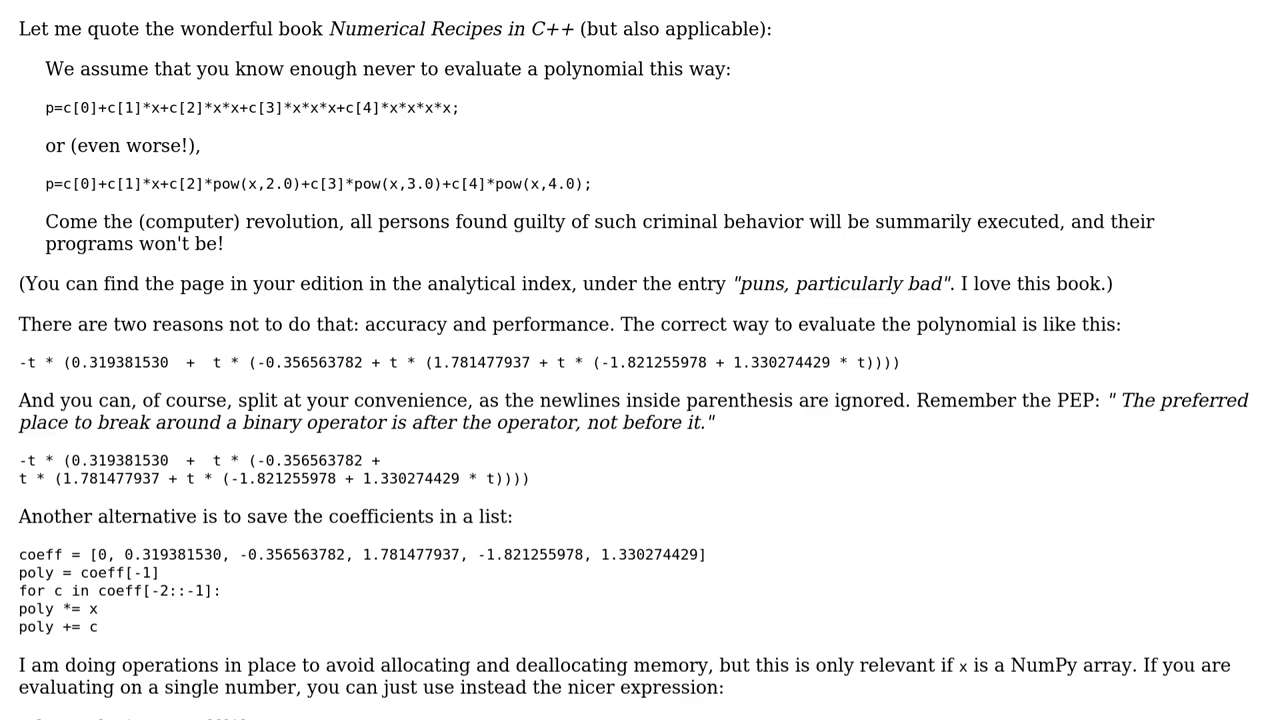 Let me quote the wonderful book Numerical Recipes in C++ (but also applicable):
We assume that you know enough never to evaluate a polynomial this way:
p=c[0]+c[1]*x+c[2]*x*x+c[3]*x*x*x+c[4]*x*x*x*x;
or (even worse!),
p=c[0]+c[1]*x+c[2]*pow(x,2.0)+c[3]*pow(x,3.0)+c[4]*pow(x,4.0);
Come the (computer) revolution, all persons found guilty of such criminal behavior will be summarily executed, and their
programs won't be!
(You can find the page in your edition in the analytical index, under the entry "puns, particularly bad". I love this book.)
There are two reasons not to do that: accuracy and performance. The correct way to evaluate the polynomial is like this:
-t * (0.319381530  +  t * (-0.356563782 + t * (1.781477937 + t * (-1.821255978 + 1.330274429 * t))))
And you can, of course, split at your convenience, as the newlines inside parenthesis are ignored. Remember the PEP: " The preferred
place to break around a binary operator is after the operator, not before it."
-t * (0.319381530  +  t * (-0.356563782 +
t * (1.781477937 + t * (-1.821255978 + 1.330274429 * t))))
Another alternative is to save the coefficients in a list:
coeff = [0, 0.319381530, -0.356563782, 1.781477937, -1.821255978, 1.330274429]
poly = coeff[-1]
for c in coeff[-2::-1]:
poly *= x
poly += c
I am doing operations in place to avoid allocating and deallocating memory, but this is only relevant if x is a NumPy array. If you are
evaluating on a single number, you can just use instead the nicer expression: